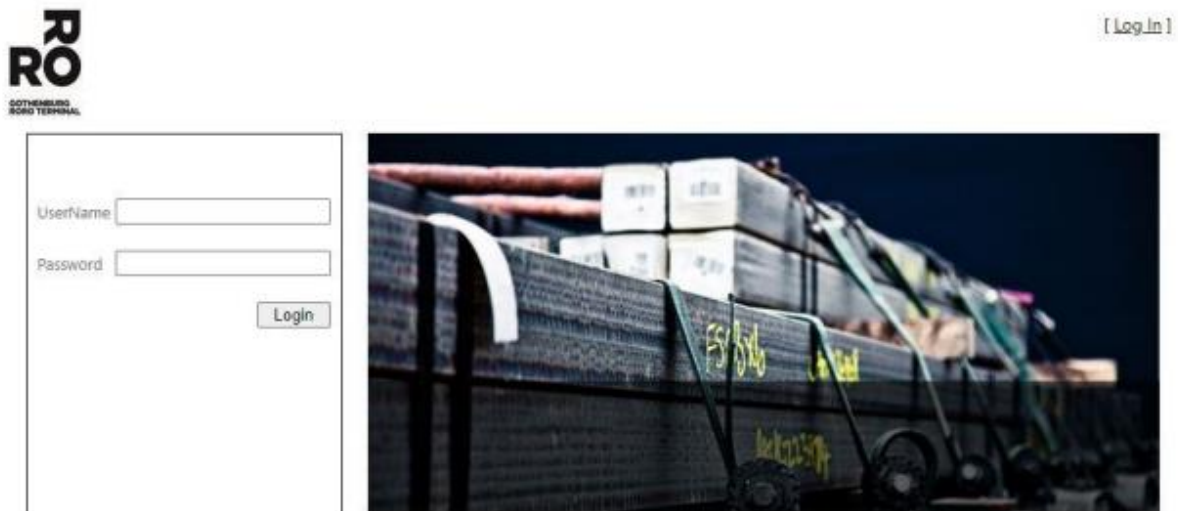 [ Log In ]
RO
RO
GOTHENBURG
RORO TERMINAL
UserName
Password
Login